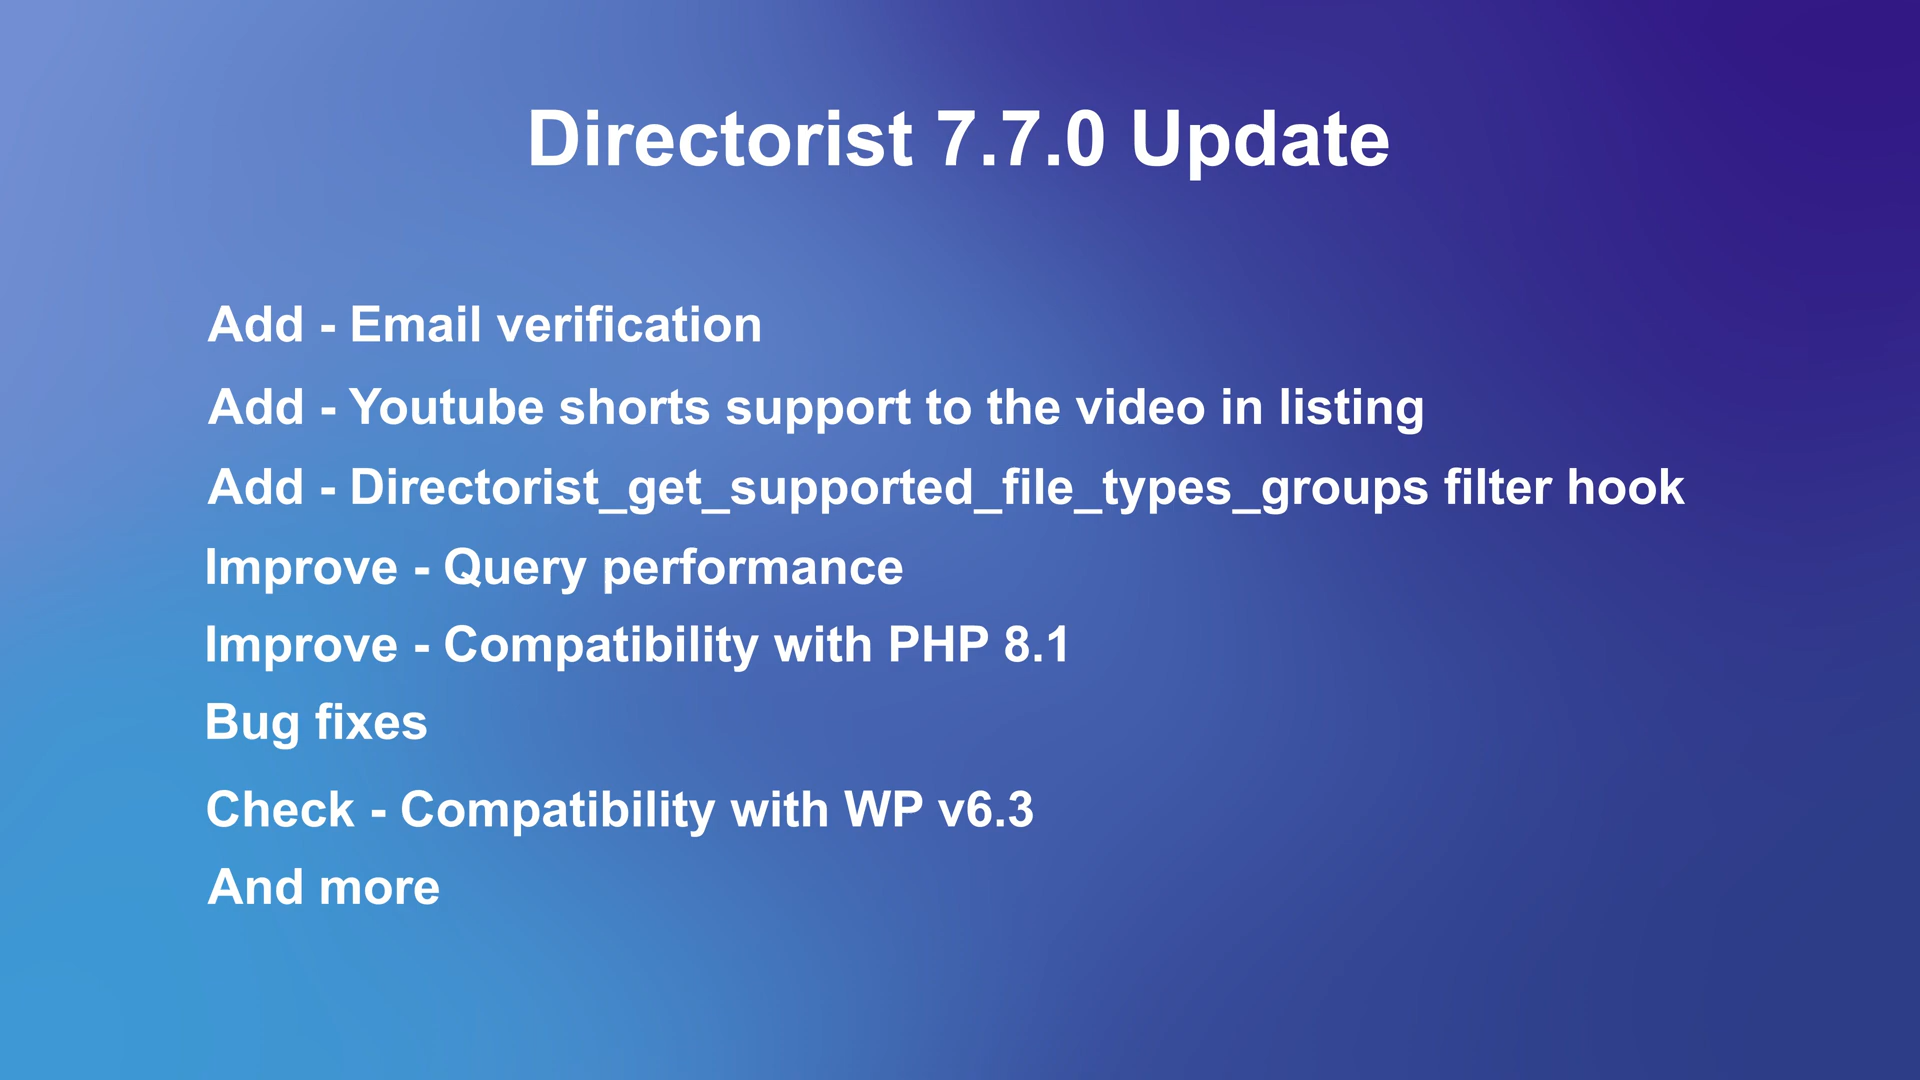 Directorist 7.7.0 Update
Add - Email verification
Add - Youtube shorts support to the video in listing
Add - Directorist_get_supported_file_types_groups filter hook
Improve - Query performance
Improve - Compatibility with PHP 8.1
Bug fixes
Check - Compatibility with WP v6.3
And more